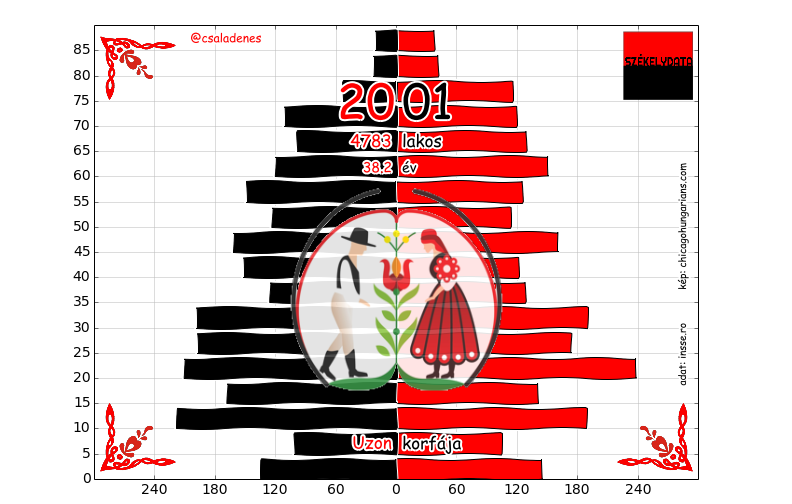 @csaladenes
SZÉKELYDATA
2001
4783 lakos
38.2 év
kép: chicagohungarians.com
adat: insse.ro
Uzon korfája
85
80
75
70
65
60
55
50
45
40
35
30
25
20
15
10
5
0
240 180 120 60 0 60 120 180 240